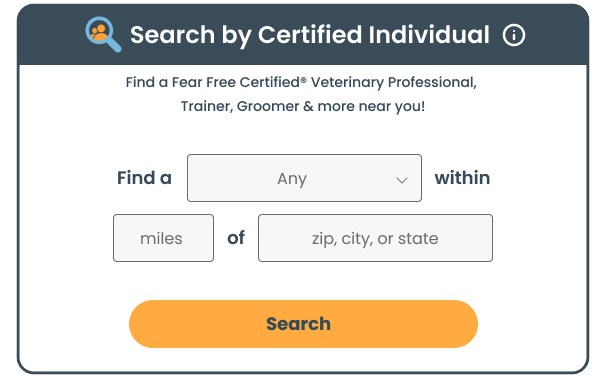 Search by Certified Individual
Find a Fear Free Certified® Veterinary Professional,
Trainer, Groomer & more near you!
Find a Any within
miles of zip, city, or state
Search